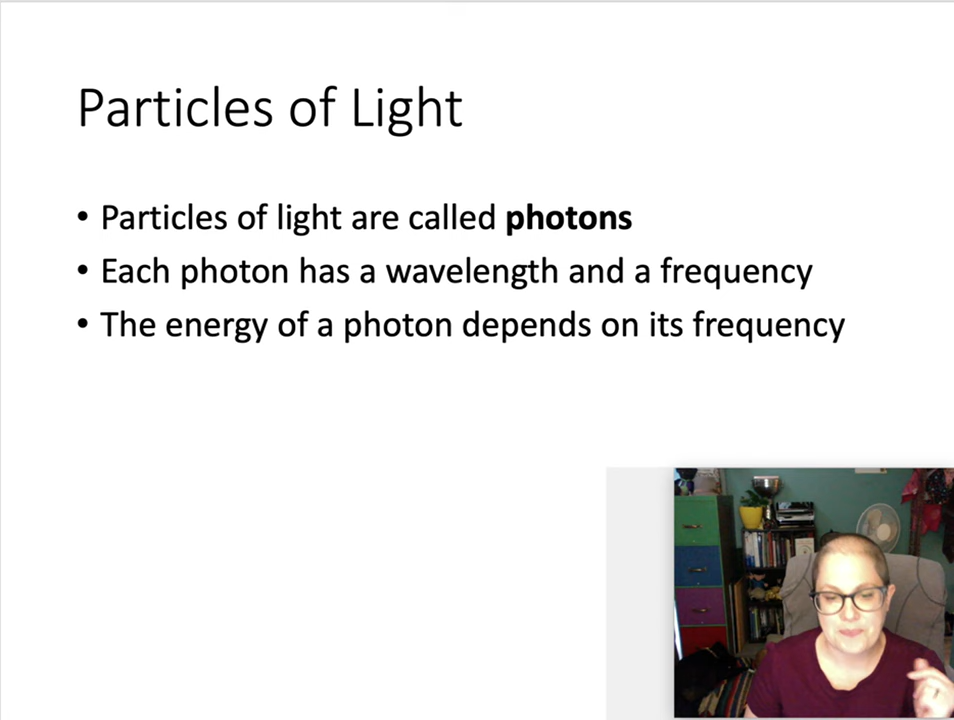 Particles of Light
• Particles of light are called photons
• Each photon has a wavelength and a frequency
• The energy of a photon depends on its frequency